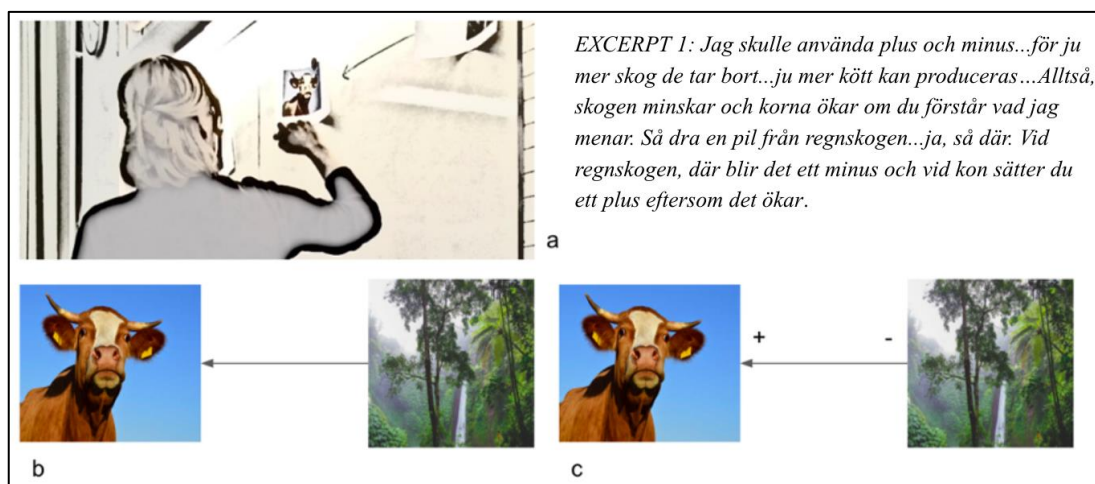 EXCERPT 1: Jag skulle använda plus och minus...för ju
mer skog de tar bort...ju mer kött kan produceras...Alltså,
skogen minskar och korna ökar om du förstår vad jag
menar. Så dra en pil från regnskogen...ja, så där. Vid
regnskogen, där blir det ett minus och vid kon sätter du
ett plus eftersom det ökar.
a
+ -
b
c